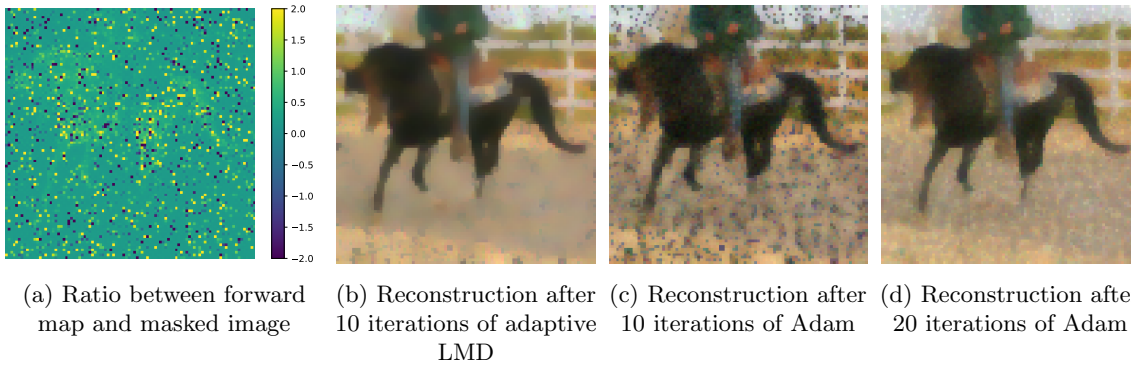 2.0
1.5
1.0
0.5
0.0
−0.5
−1.0
−1.5
−2.0
(a) Ratio between forward
map and masked image
(b) Reconstruction after
10 iterations of adaptive
LMD
(c) Reconstruction after
10 iterations of Adam
(d) Reconstruction afte
20 iterations of Adam